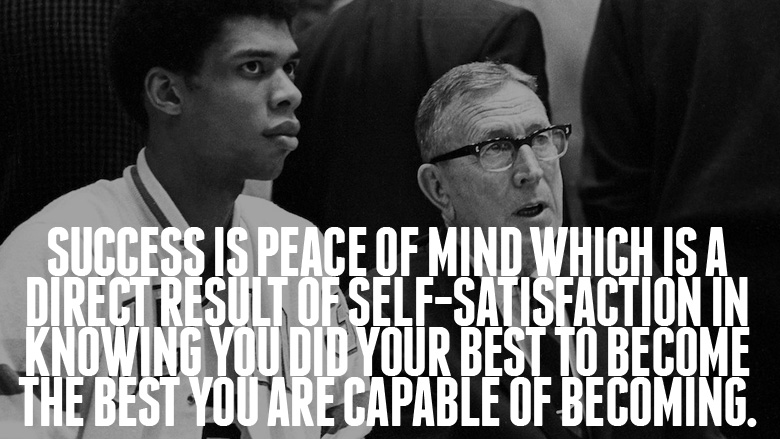 SUCCESS IS PEACE OF MIND WHICH IS A
DIRECT RESULT OF SELF-SATISFACTION IN
KNOWING YOU DID YOUR BEST TO BECOME
THE BEST YOU ARE CAPABLE OF BECOMING.